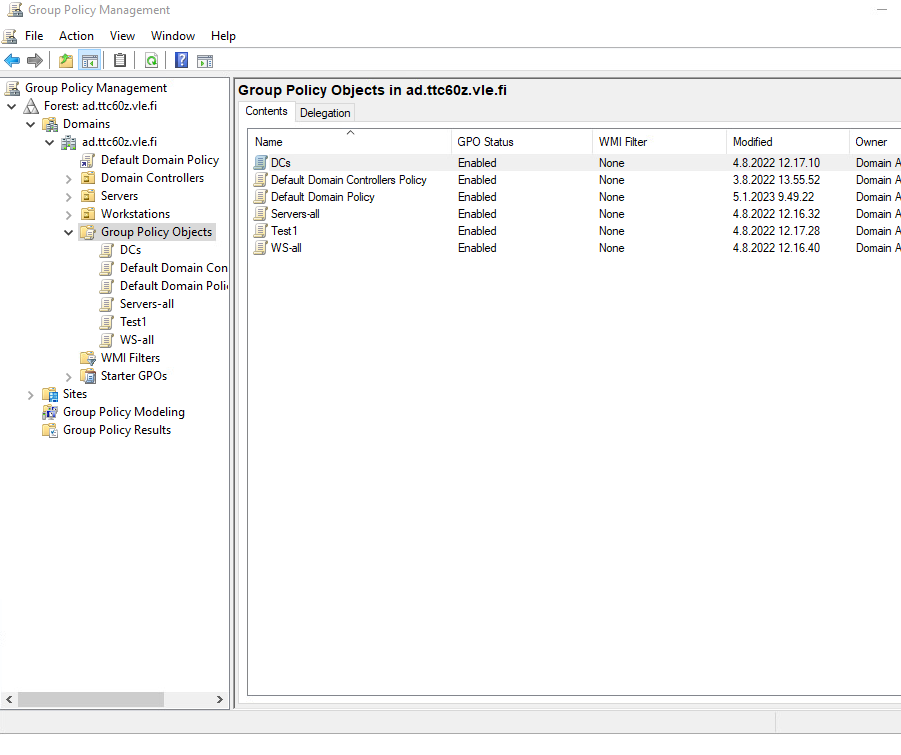 Group Policy Management
File Action View Window Help
Group Policy Management
Forest: ad.ttc60z.vle.fi
Domains
ad.ttc60z.vle.fi
Default Domain Policy
Domain Controllers
Servers
Workstations
Group Policy Objects
DCs
Default Domain Con
Default Domain Poli
Servers-all
Test1
WS-all
WMI Filters
Starter GPOs
Sites
Group Policy Modeling
Group Policy Results
Group Policy Objects in ad.ttc60z.vle.fi
Contents Delegation
Name GPO Status WMI Filter Modified Owner
DCs Enabled None 4.8.2022 12.17.10 Domain A
Default Domain Controllers Policy Enabled None 3.8.2022 13.55.52 Domain A
Default Domain Policy Enabled None 5.1.2023 9.49.22 Domain A
Servers-all Enabled None 4.8.2022 12.16.32 Domain A
Test1 Enabled None 4.8.2022 12.17.28 Domain A
WS-all Enabled None 4.8.2022 12.16.40 Domain A